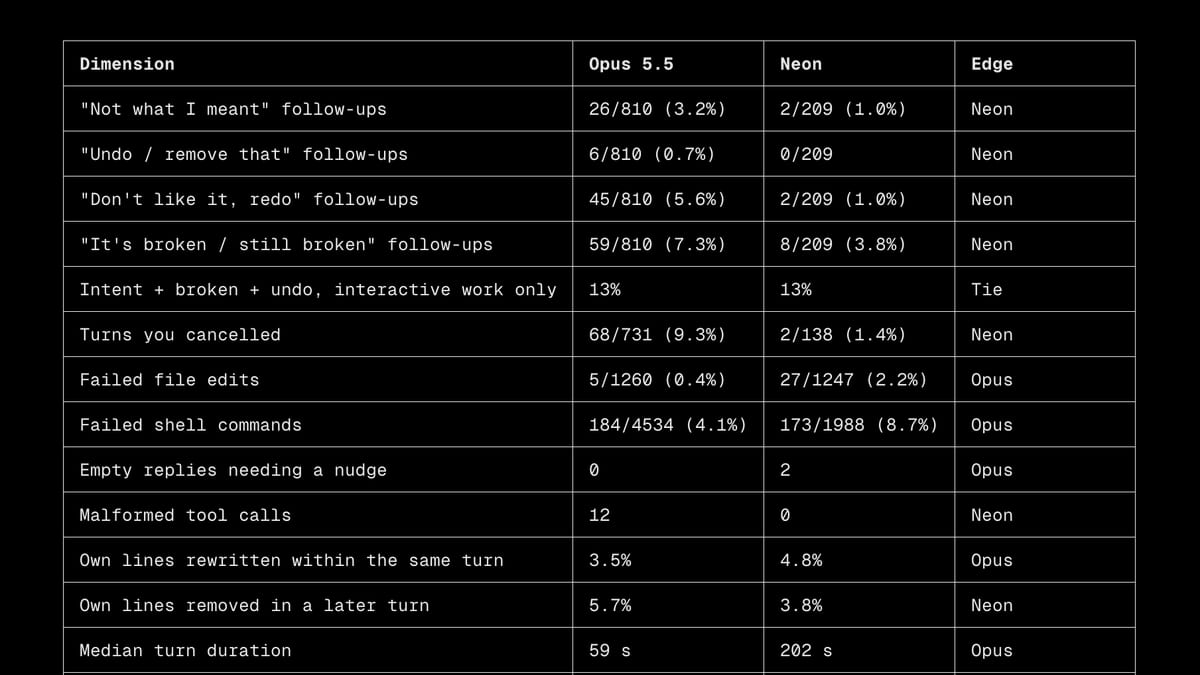 Dimension Opus 5.5 Neon Edge
"Not what I meant" follow-ups 26/810 (3.2%) 2/209 (1.0%) Neon
"Undo / remove that" follow-ups 6/810 (0.7%) 0/209 Neon
"Don't like it, redo" follow-ups 45/810 (5.6%) 2/209 (1.0%) Neon
"It's broken / still broken" follow-ups 59/810 (7.3%) 8/209 (3.8%) Neon
Intent + broken + undo, interactive work only 13% 13% Tie
Turns you cancelled 68/731 (9.3%) 2/138 (1.4%) Neon
Failed file edits 5/1260 (0.4%) 27/1247 (2.2%) Opus
Failed shell commands 184/4534 (4.1%) 173/1988 (8.7%) Opus
Empty replies needing a nudge 0 2 Opus
Malformed tool calls 12 0 Neon
Own lines rewritten within the same turn 3.5% 4.8% Opus
Own lines removed in a later turn 5.7% 3.8% Neon
Median turn duration 59 s 202 s Opus